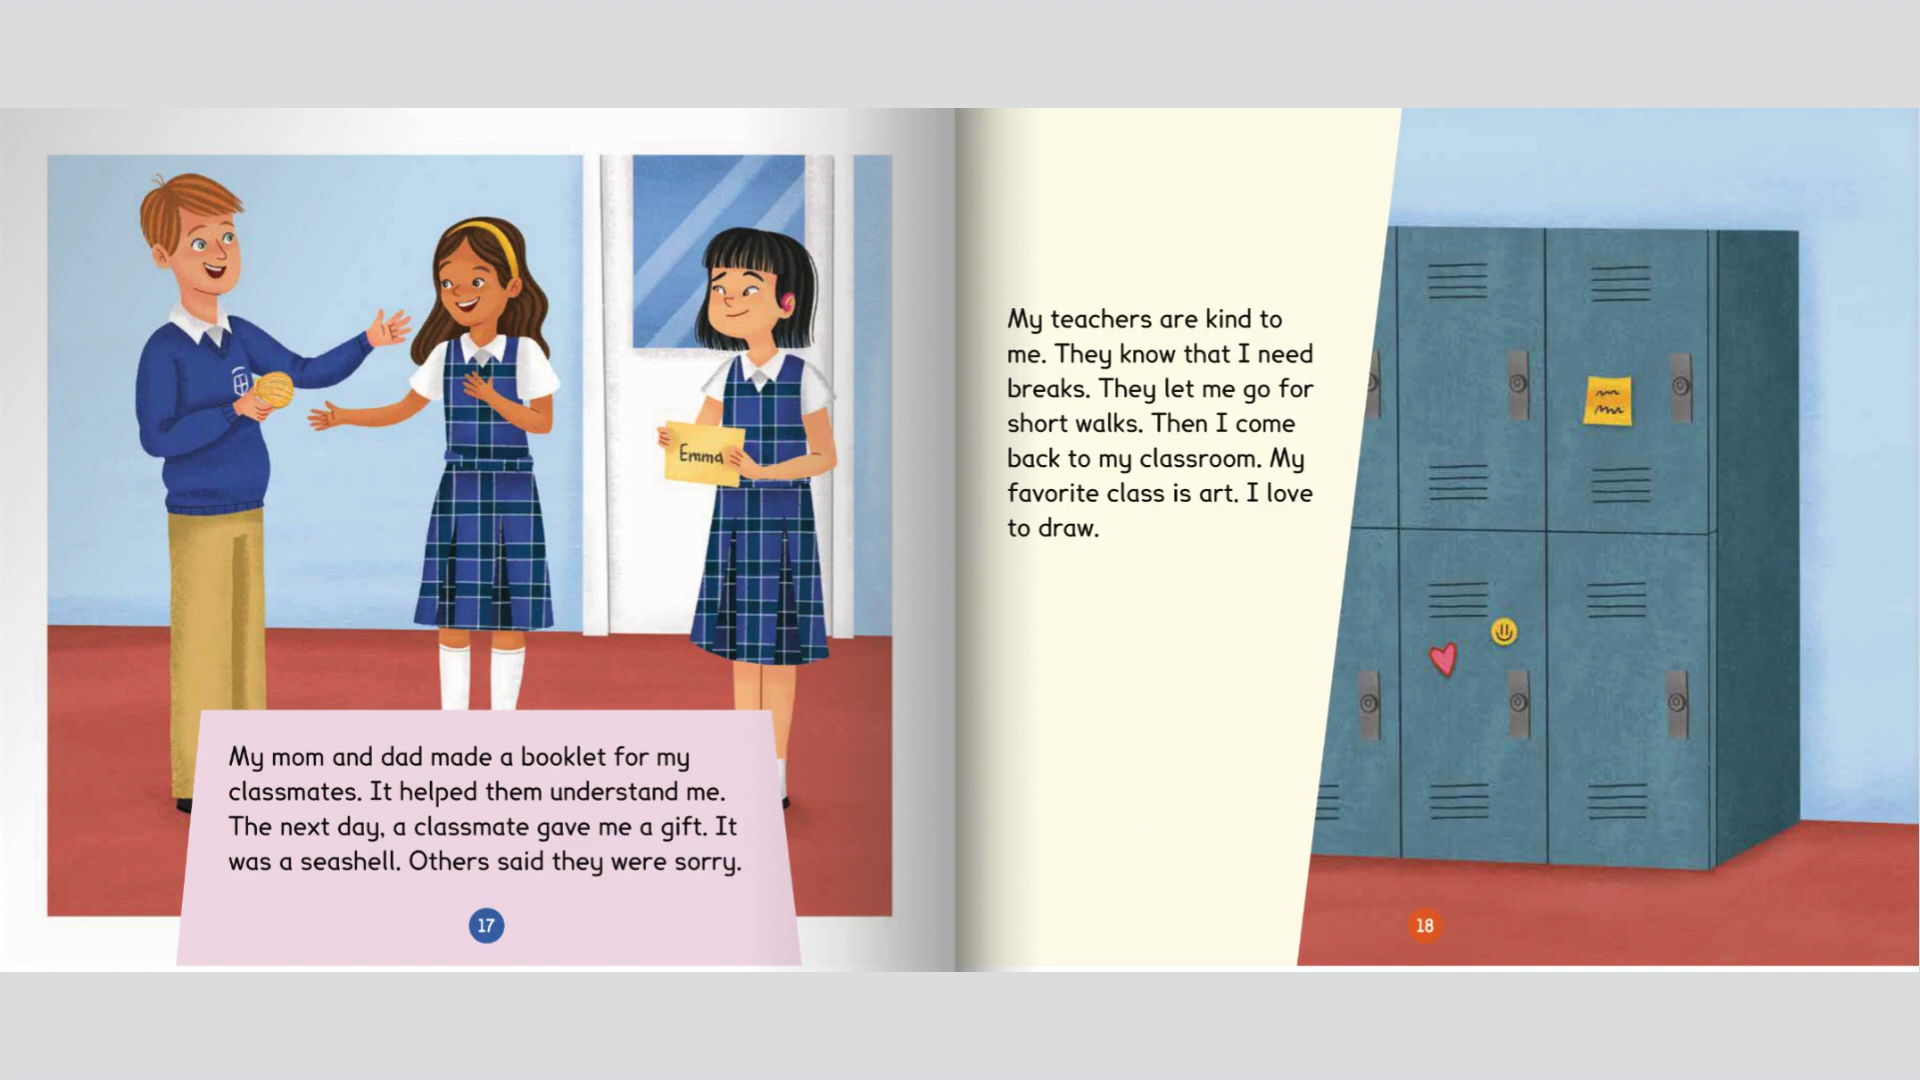 Emma
My mom and dad made a booklet for my
classmates. It helped them understand me.
The next day, a classmate gave me a gift. It
was a seashell. Others said they were sorry.
17
My teachers are kind to
me. They know that I need
breaks. They let me go for
short walks. Then I come
back to my classroom. My
favorite class is art. I love
to draw.
18